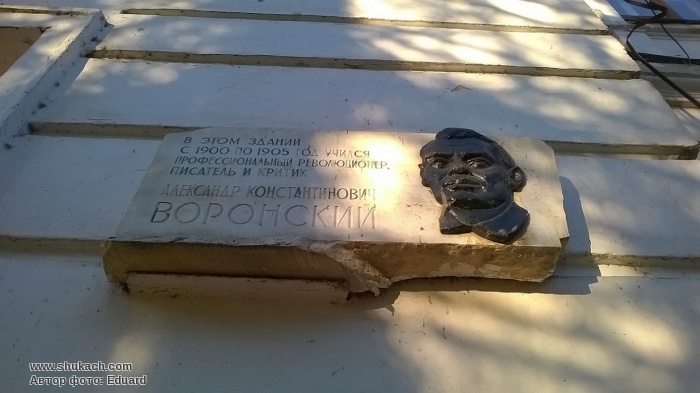 В ЭТОМ ЗДАНИИ
С 1900 ПО 1905 ГОД УЧИЛСЯ
ПРОФЕССИОНАЛЬНЫЙ РЕВОЛЮЦИОНЕР,
ПИСАТЕЛЬ И КРИТИК
АЛЕКСАНДР КОНСТАНТИНОВИЧ
ВОРОНСКИЙ
www.shukach.com
Автор фото: Eduard